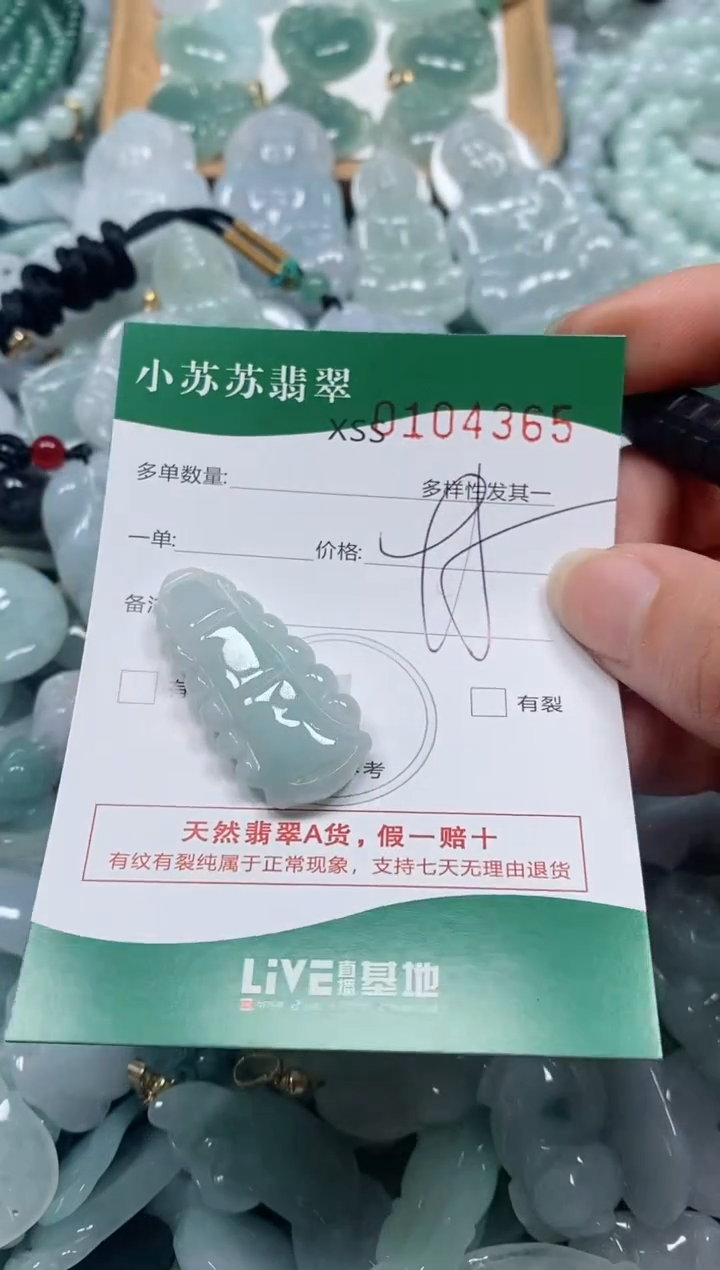 小苏苏翡翠
XSS0104365
多单数量:
多样性发其一
一单:
价格:
备
有裂
考
天然翡翠A货，假一赔十
有纹有裂纯属于正常现象，支持七天无理由退货
LiVE直播基地